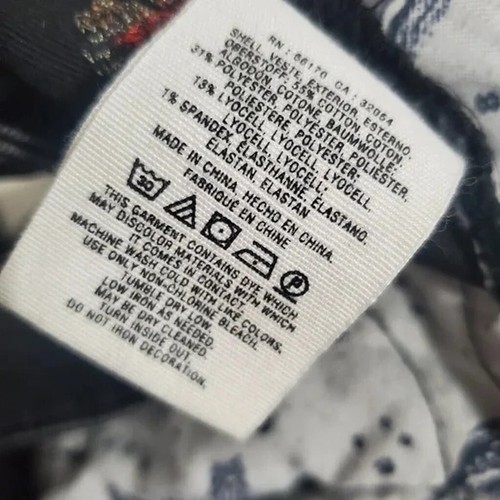 RN: 66170 CA: 32054
SHELL, VESTE, EXTERIOR, ESTERNO,
OBERSTOFF: 55% COTTON,
ALGODON, COTONE, BAUMWOLLE, COTON.
31% POLYESTER, POLIESTER, POLYESTER,
POLIESTERE, POLYESTER, POLYESTER.
13% LYOCELL, LYOCELL, LYOCELL,
LYOCELL, LYOCELL.
1% SPANDEX, ELASTHANNE, ELASTANO,
ELASTAN, ELASTAN
MADE IN CHINA, HECHO EN CHINA,
FABRIQUÉ EN CHINE
30 P
THIS GARMENT CONTAINS DYE WHICH
MAY DISCOLOR MATERIALS WITH WHICH
IT COMES IN CONTACT.
MACHINE WASH COLD WITH LIKE COLORS.
USE ONLY NON-CHLORINE BLEACH.
TUMBLE DRY LOW.
LOW IRON AS NEEDED.
MAY BE DRY CLEANED.
TURN INSIDE OUT.
DO NOT IRON DECORATION.